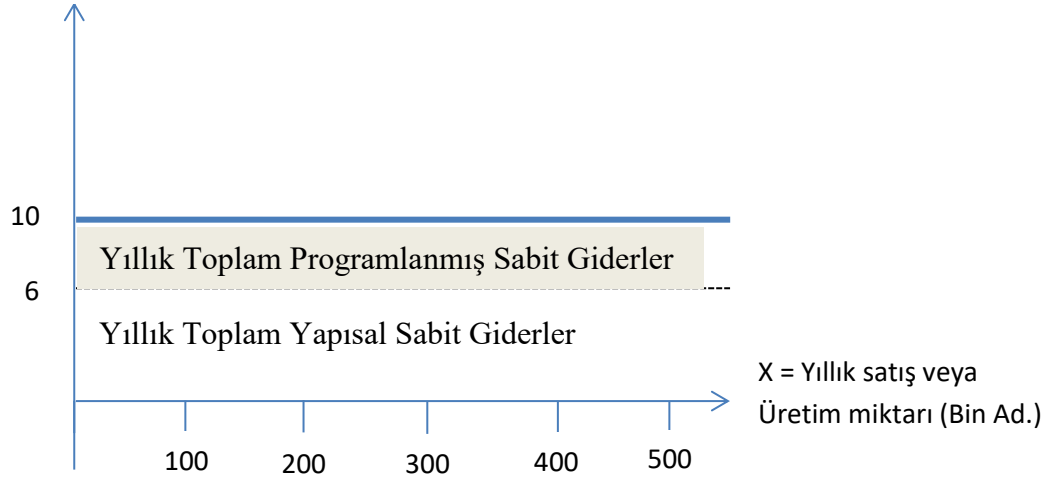 10
Yıllık Toplam Programlanmış Sabit Giderler
6
Yıllık Toplam Yapısal Sabit Giderler
X = Yıllık satış veya
Üretim miktarı (Bin Ad.)
100 200 300 400 500